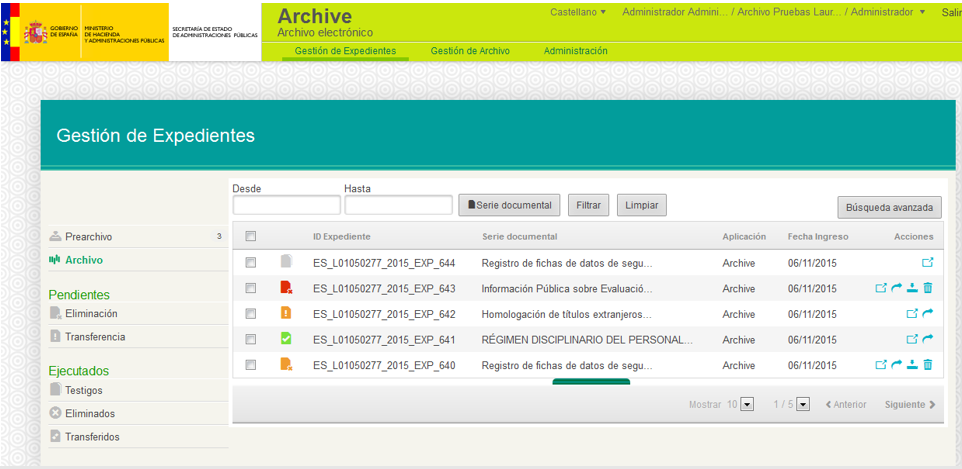 GOBIERNO
DE ESPAÑA
MINISTERIO
DE HACIENDA
Y ADMINISTRACIONES PÚBLICAS
SECRETARÍA DE ESTADO
DE ADMINISTRACIONES PÚBLICAS
Archive
Archivo electrónico
Castellano
Administrador Admini... / Archivo Pruebas Laur... / Administrador
Salir
Gestión de Expedientes
Gestión de Archivo
Administración
Gestión de Expedientes
Prearchivo 3
Archivo
Pendientes
Eliminación
Transferencia
Ejecutados
Testigos
Eliminados
Transferidos
Desde
Hasta
Serie documental
Filtrar
Limpiar
Búsqueda avanzada
ID Expediente Serie documental Aplicación Fecha Ingreso Acciones
ES_L01050277_2015_EXP_644 Registro de fichas de datos de segu... Archive 06/11/2015
ES_L01050277_2015_EXP_643 Información Pública sobre Evaluació... Archive 06/11/2015
ES_L01050277_2015_EXP_642 Homologación de títulos extranjeros... Archive 06/11/2015
ES_L01050277_2015_EXP_641 RÉGIMEN DISCIPLINARIO DEL PERSONAL... Archive 06/11/2015
ES_L01050277_2015_EXP_640 Registro de fichas de datos de segu... Archive 06/11/2015
Mostrar 10 1 / 5 Anterior Siguiente